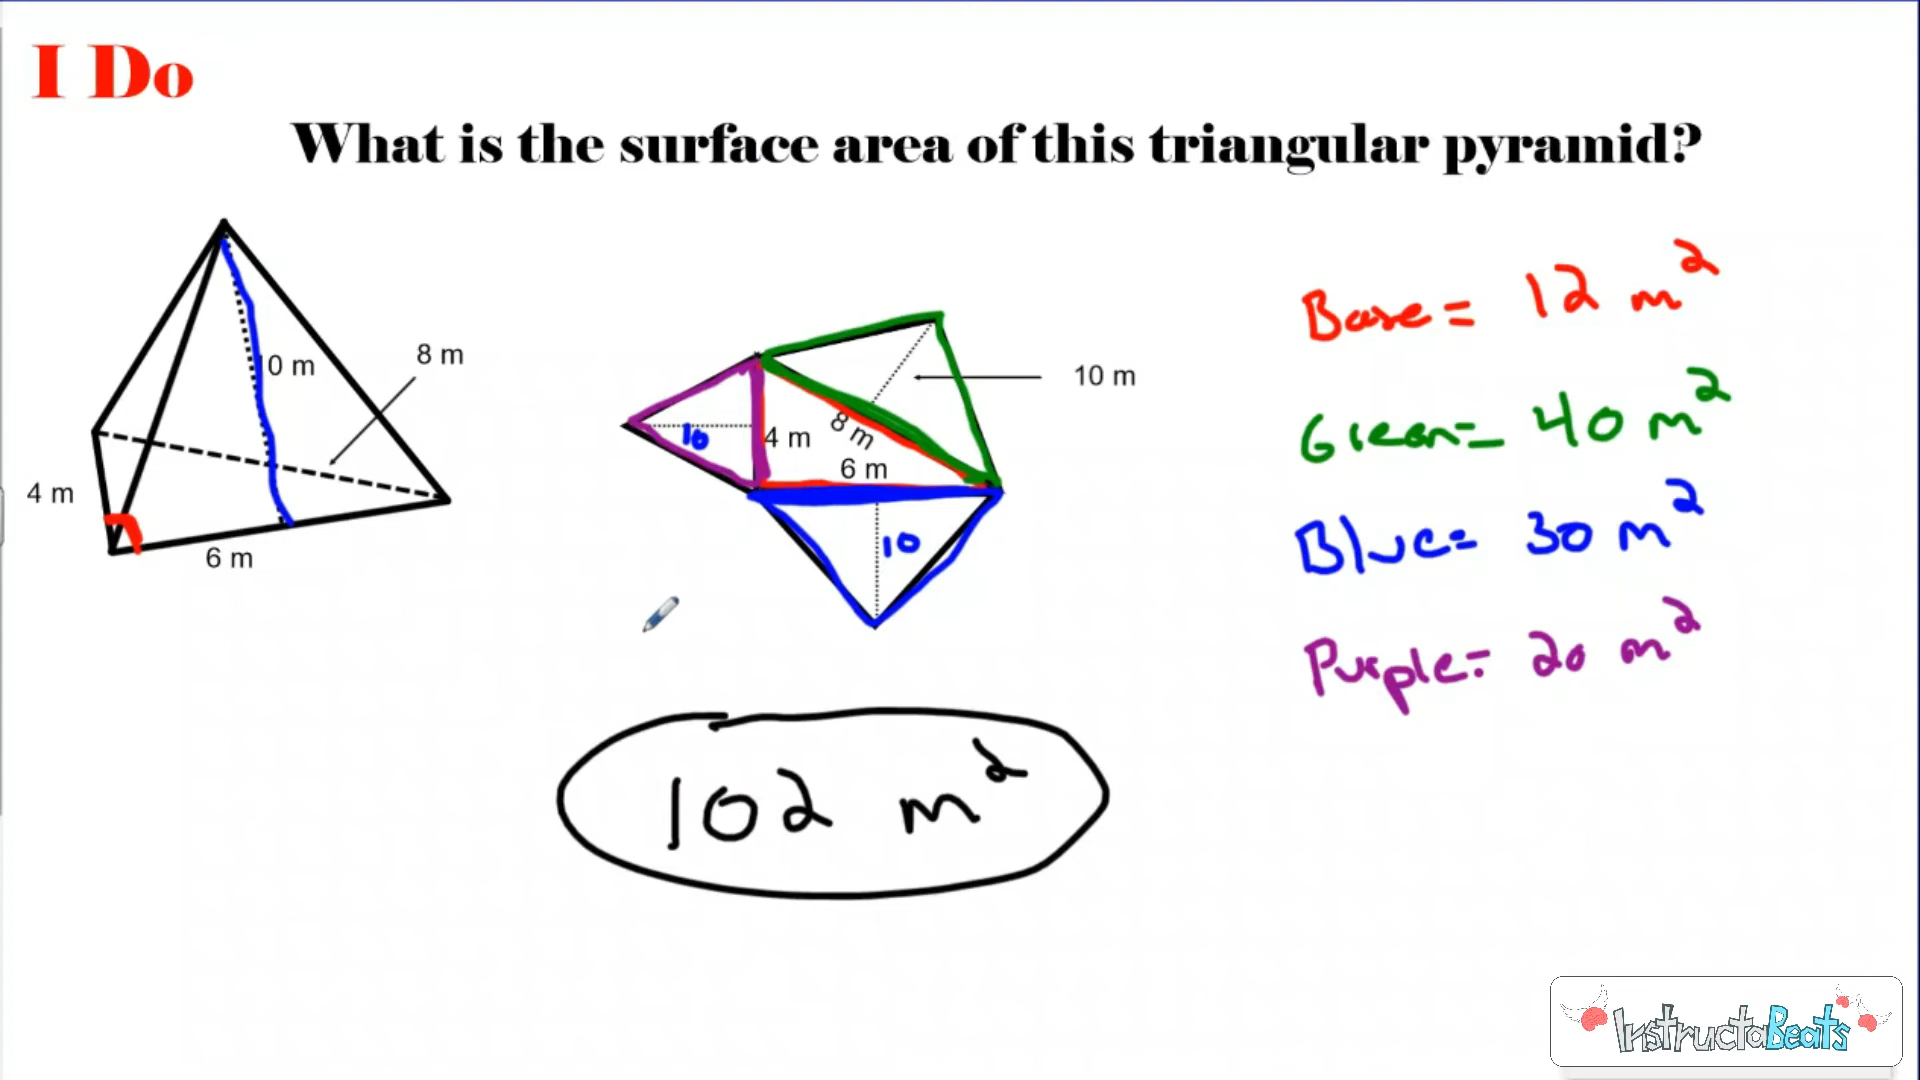 I Do
What is the surface area of this triangular pyramid?
0 m
8 m
4 m
6 m
10
4 m
8 m
6 m
10 m
10
Base = 12 m²
Green = 40 m²
Blue = 30 m²
Purple = 20 m²
102 m²
InstructaBeats